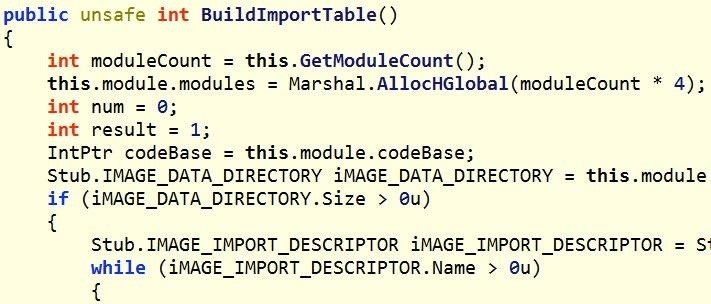 public unsafe int BuildImportTable()
{
int moduleCount = this.GetModuleCount();
this.module.modules = Marshal.AllocHGlobal(moduleCount * 4);
int num = 0;
int result = 1;
IntPtr codeBase = this.module.codeBase;
Stub.IMAGE_DATA_DIRECTORY iMAGE_DATA_DIRECTORY = this.module
if (iMAGE_DATA_DIRECTORY.Size > 0u)
{
Stub.IMAGE_IMPORT_DESCRIPTOR iMAGE_IMPORT_DESCRIPTOR = St
while (iMAGE_IMPORT_DESCRIPTOR.Name > 0u)
{